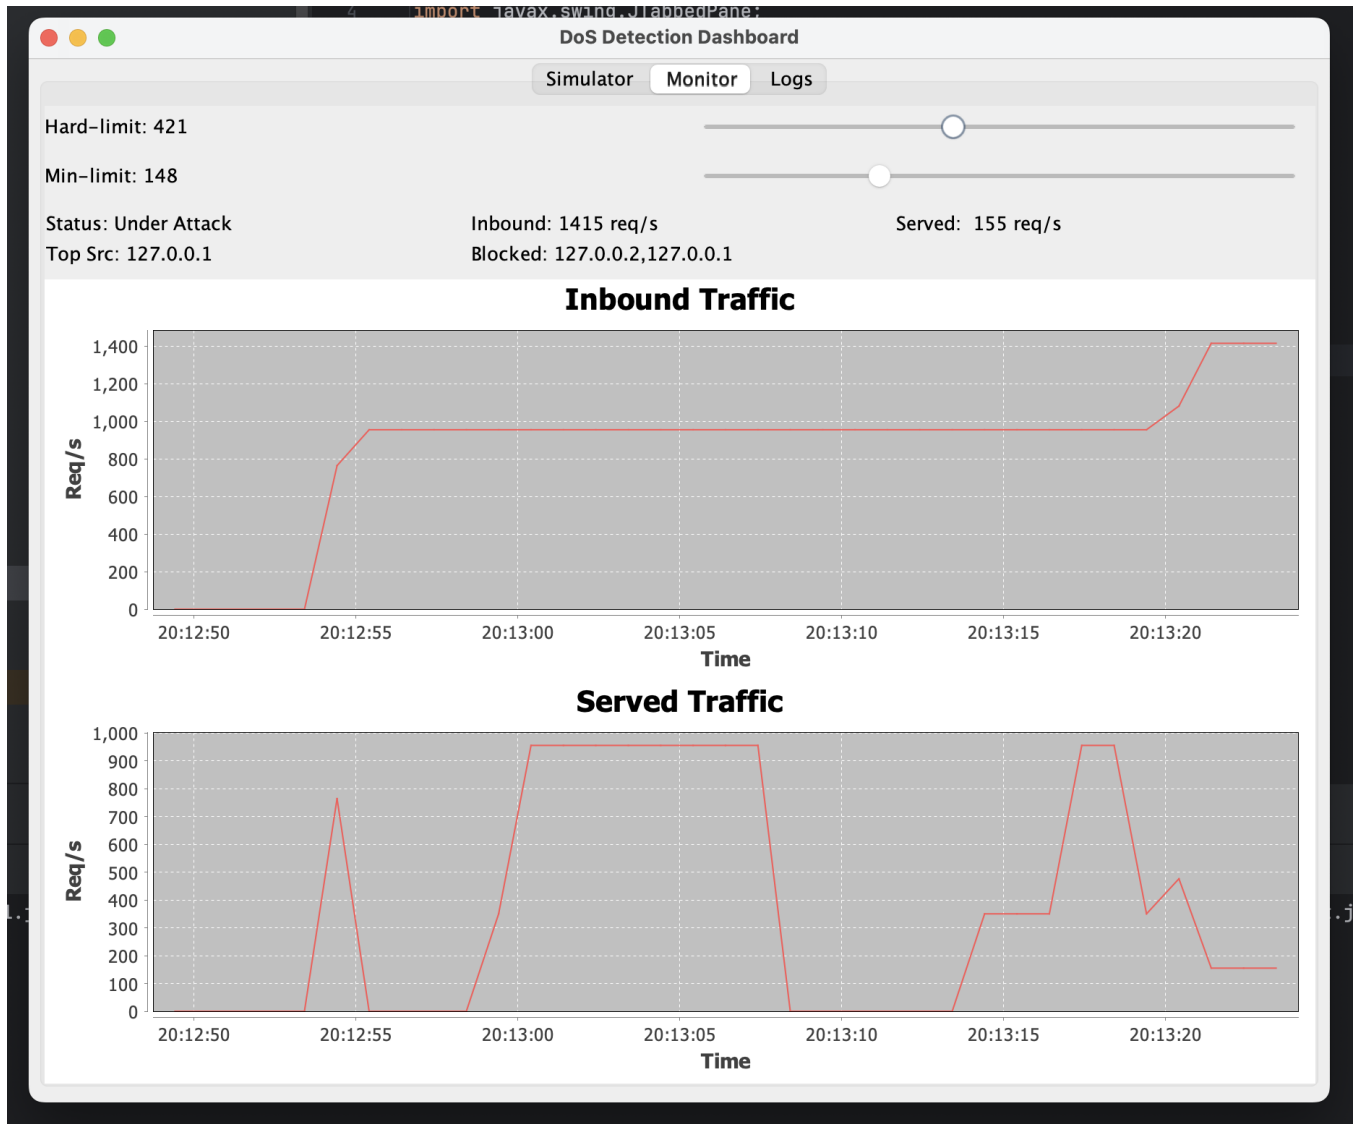 4 import javax.swing.JTabbedPane;
DoS Detection Dashboard
Simulator Monitor Logs
Hard-limit: 421
Min-limit: 148
Status: Under Attack Inbound: 1415 req/s Served: 155 req/s
Top Src: 127.0.0.1 Blocked: 127.0.0.2,127.0.0.1
Inbound Traffic
1,400
1,200
1,000
800
600
400
200
0
Req/s
20:12:50 20:12:55 20:13:00 20:13:05 20:13:10 20:13:15 20:13:20
Time
Served Traffic
1,000
900
800
700
600
500
400
300
200
100
0
Req/s
20:12:50 20:12:55 20:13:00 20:13:05 20:13:10 20:13:15 20:13:20
Time